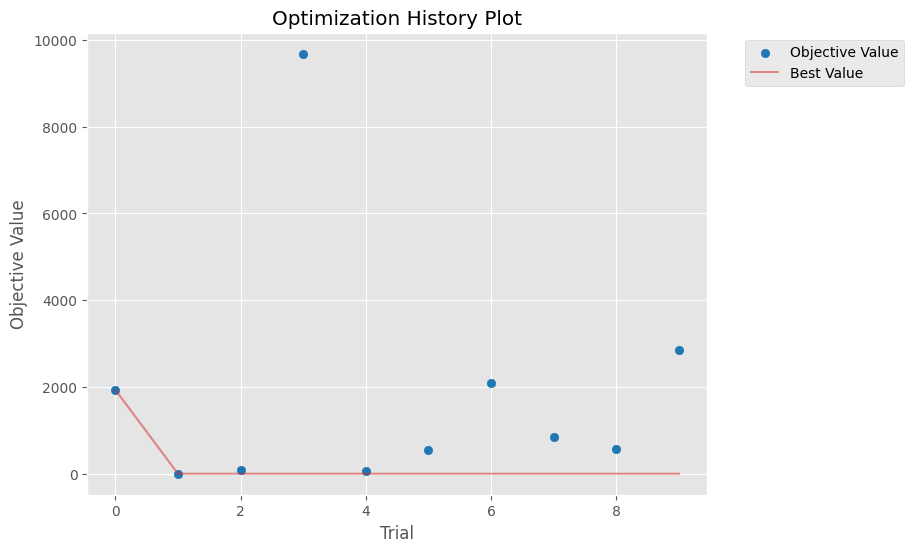 Optimization History Plot
10000
8000
6000
4000
2000
0
Objective Value
0 2 4 6 8
Trial
Objective Value
Best Value